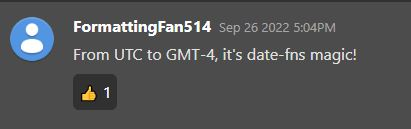 FormattingFan514 Sep 26 2022 5:04PM
From UTC to GMT-4, it's date-fns magic!
👍 1